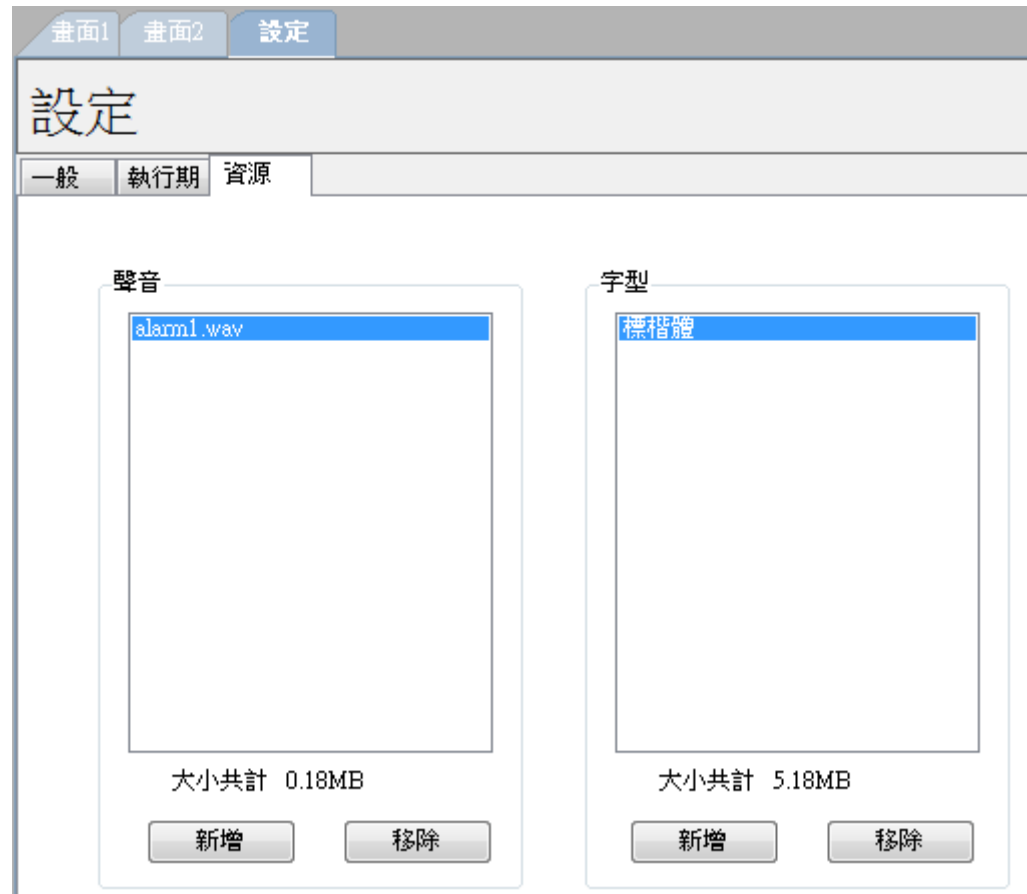 畫面1 畫面2 設定
設定
一般 執行期 資源
聲音 字型
alarm1.wav 標楷體
大小共計 0.18MB 大小共計 5.18MB
新增 移除 新增 移除